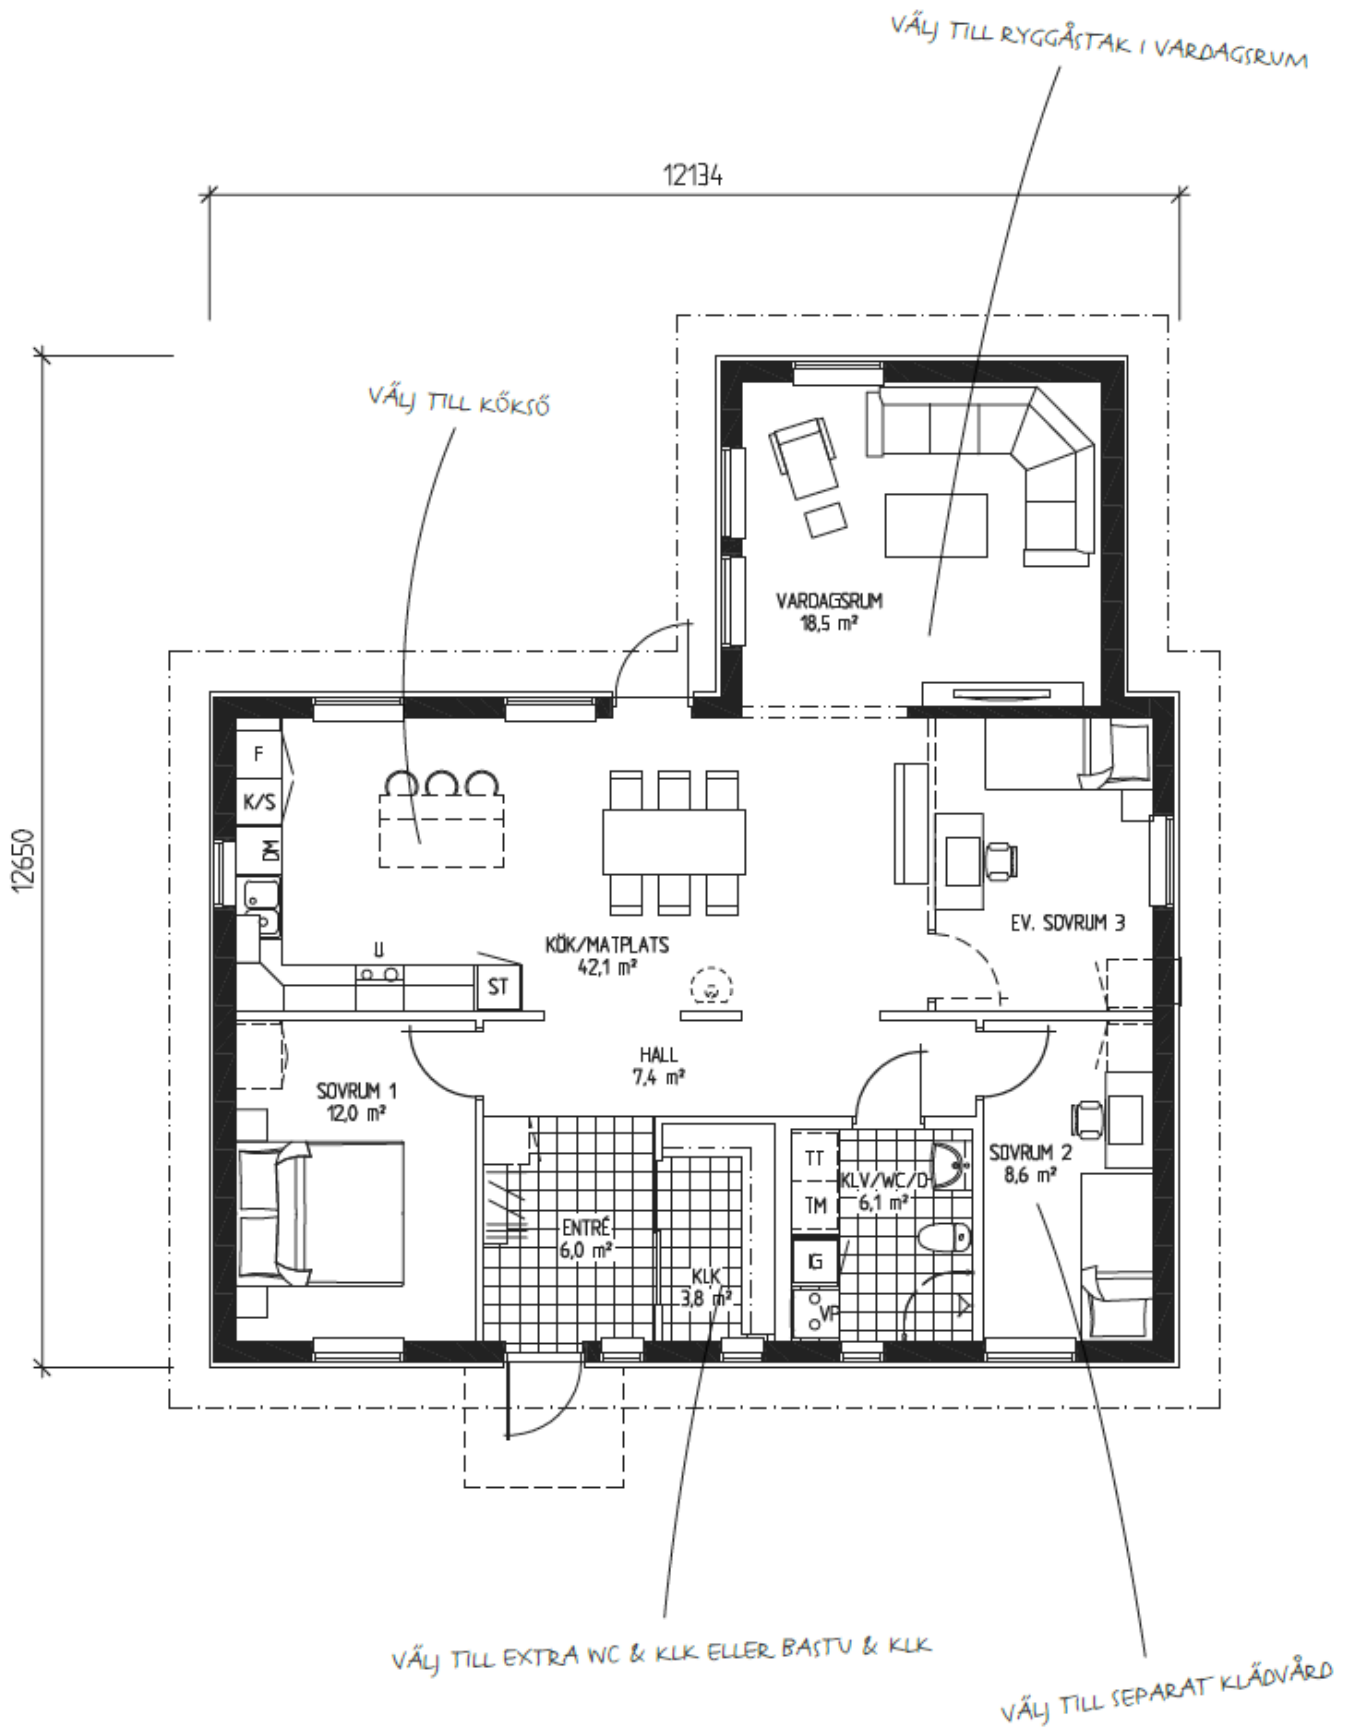 VÄLJ TILL RYGGÅSTAK I VARDAGSRUM
12134
VÄLJ TILL KÖKSÖ
VARDAGSRUM
18,5 m²
12650
F
K/S
DM
U
ST
KÖK/MATPLATS
42,1 m²
EV. SOVRUM 3
HALL
7,4 m²
SOVRUM 1
12,0 m²
SOVRUM 2
8,6 m²
TT
TM
KLV/WC/D
6,1 m²
ENTRÉ
6,0 m²
IG
VP
KLK
3,8 m²
VÄLJ TILL EXTRA WC & KLK ELLER BASTU & KLK
VÄLJ TILL SEPARAT KLÄDVÅRD